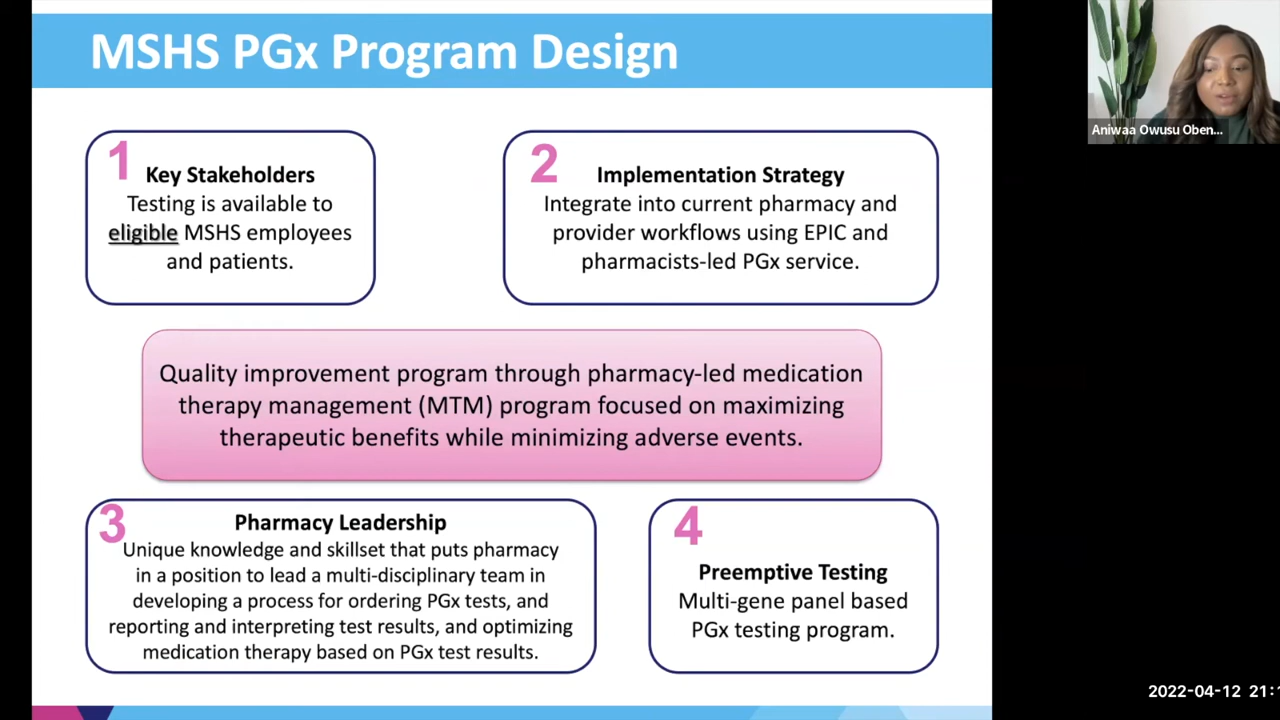 MSHS PGx Program Design
1
Key Stakeholders
Testing is available to
eligible MSHS employees
and patients.
2
Implementation Strategy
Integrate into current pharmacy and
provider workflows using EPIC and
pharmacists-led PGx service.
Quality improvement program through pharmacy-led medication
therapy management (MTM) program focused on maximizing
therapeutic benefits while minimizing adverse events.
3
Pharmacy Leadership
Unique knowledge and skillset that puts pharmacy
in a position to lead a multi-disciplinary team in
developing a process for ordering PGx tests, and
reporting and interpreting test results, and optimizing
medication therapy based on PGx test results.
4
Preemptive Testing
Multi-gene panel based
PGx testing program.
Aniwaa Owusu Oben...
2022-04-12 21:1